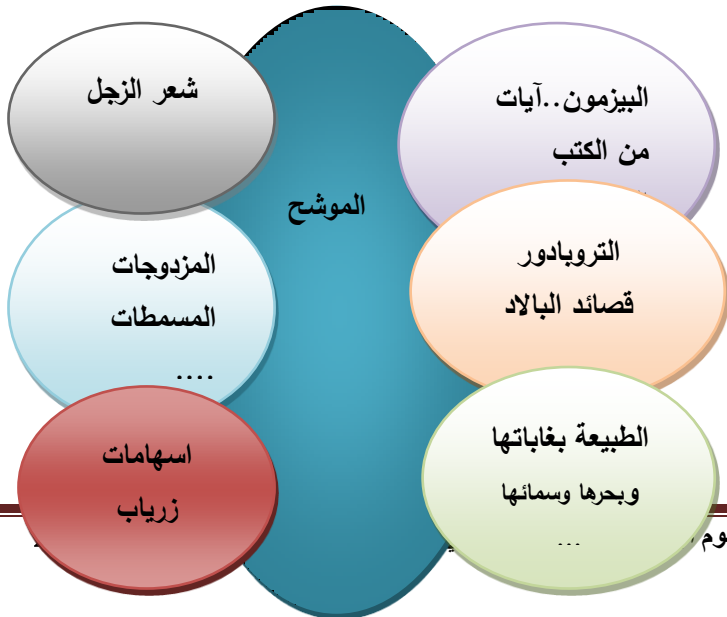 البيزمون..آيات
من الكتب
شعر الزجل
الموشح
التروبادور
قصائد البالاد
المزدوجات
المسمطات
....
الطبيعة بغاباتها
وبحرها وسمائها
...
اسهامات
زرياب